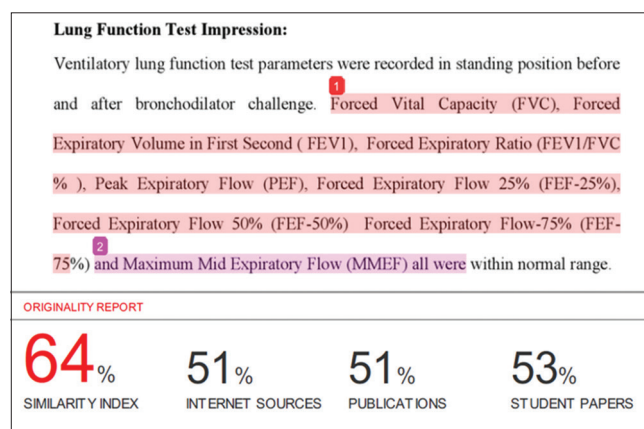 Lung Function Test Impression:
Ventilatory lung function test parameters were recorded in standing position before
1
and after bronchodilator challenge. Forced Vital Capacity (FVC), Forced
Expiratory Volume in First Second ( FEV1), Forced Expiratory Ratio (FEV1/FVC
% ), Peak Expiratory Flow (PEF), Forced Expiratory Flow 25% (FEF-25%),
Forced Expiratory Flow 50% (FEF-50%) Forced Expiratory Flow-75% (FEF-
2
75%) and Maximum Mid Expiratory Flow (MMEF) all were within normal range.
ORIGINALITY REPORT
64% 51% 51% 53%
SIMILARITY INDEX INTERNET SOURCES PUBLICATIONS STUDENT PAPERS